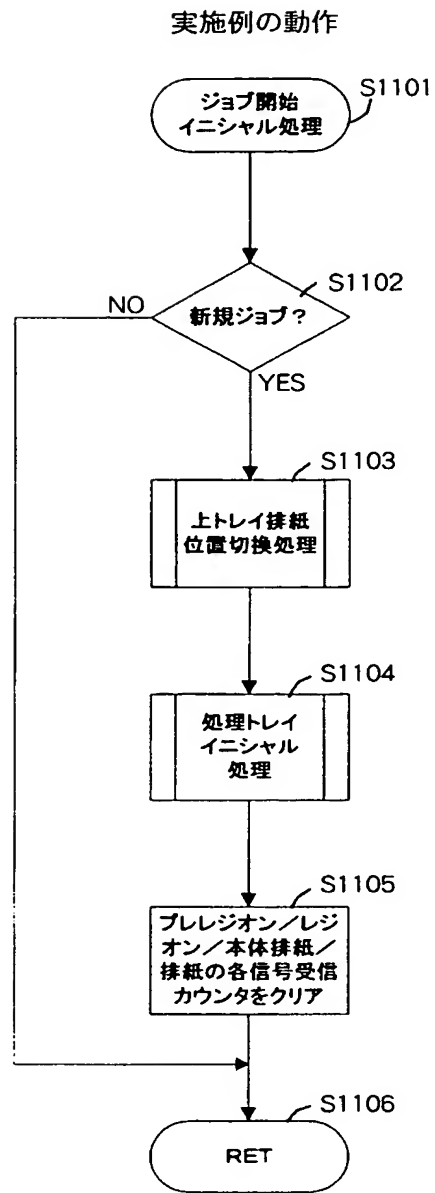 実施例の動作
ジョブ開始
イニシャル処理
S1101
S1102
新規ジョブ?
NO
YES
S1103
上トレイ排紙
位置切換処理
S1104
処理トレイ
イニシャル
処理
S1105
プレレジオン/レジ
オン/本体排紙/
排紙の各信号受信
カウンタをクリア
S1106
RET